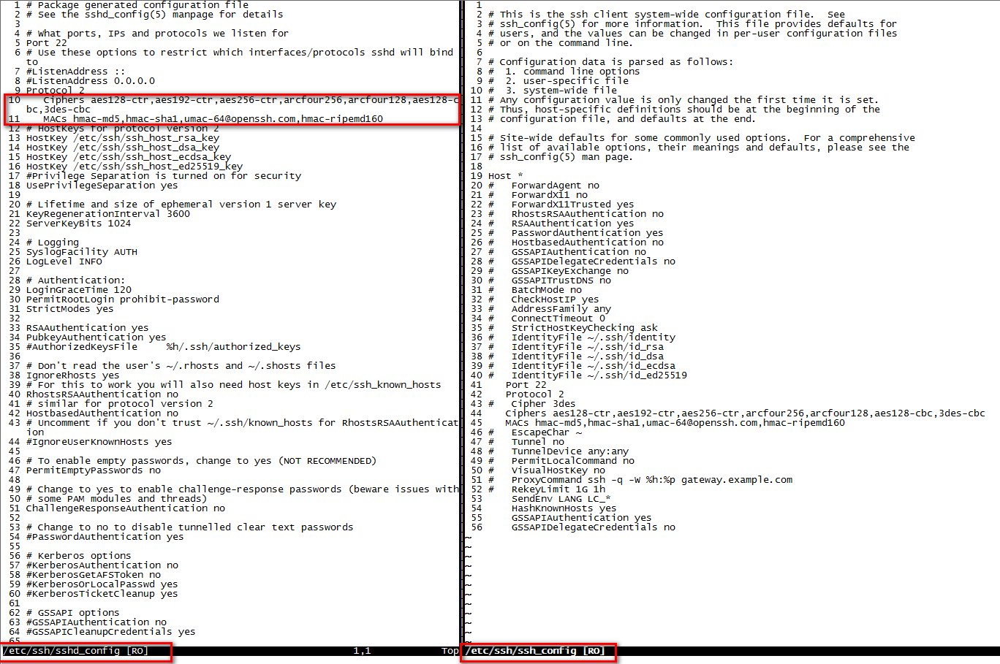 1 # Package generated configuration file
2 # See the sshd_config(5) manpage for details
3
4 # What ports, IPs and protocols we listen for
5 Port 22
6 # Use these options to restrict which interfaces/protocols sshd will bind
to
7 #ListenAddress ::
8 #ListenAddress 0.0.0.0
9 Protocol 2
10    Ciphers aes128-ctr,aes192-ctr,aes256-ctr,arcfour256,arcfour128,aes128-c
bc,3des-cbc
11    MACs hmac-md5,hmac-sha1,umac-64@openssh.com,hmac-ripemd160
12 # HostKeys for protocol version 2
13 HostKey /etc/ssh/ssh_host_rsa_key
14 HostKey /etc/ssh/ssh_host_dsa_key
15 HostKey /etc/ssh/ssh_host_ecdsa_key
16 HostKey /etc/ssh/ssh_host_ed25519_key
17 #Privilege Separation is turned on for security
18 UsePrivilegeSeparation yes
19
20 # Lifetime and size of ephemeral version 1 server key
21 KeyRegenerationInterval 3600
22 ServerKeyBits 1024
23
24 # Logging
25 SyslogFacility AUTH
26 LogLevel INFO
27
28 # Authentication:
29 LoginGraceTime 120
30 PermitRootLogin prohibit-password
31 StrictModes yes
32
33 RSAAuthentication yes
34 PubkeyAuthentication yes
35 #AuthorizedKeysFile     %h/.ssh/authorized_keys
36
37 # Don't read the user's ~/.rhosts and ~/.shosts files
38 IgnoreRhosts yes
39 # For this to work you will also need host keys in /etc/ssh_known_hosts
40 RhostsRSAAuthentication no
41 # similar for protocol version 2
42 HostbasedAuthentication no
43 # Uncomment if you don't trust ~/.ssh/known_hosts for RhostsRSAAuthenticat
ion
44 #IgnoreUserKnownHosts yes
45
46 # To enable empty passwords, change to yes (NOT RECOMMENDED)
47 PermitEmptyPasswords no
48
49 # Change to yes to enable challenge-response passwords (beware issues with
50 # some PAM modules and threads)
51 ChallengeResponseAuthentication no
52
53 # Change to no to disable tunnelled clear text passwords
54 #PasswordAuthentication yes
55
56 # Kerberos options
57 #KerberosAuthentication no
58 #KerberosGetAFSToken no
59 #KerberosOrLocalPasswd yes
60 #KerberosTicketCleanup yes
61
62 # GSSAPI options
63 #GSSAPIAuthentication no
64 #GSSAPICleanupCredentials yes
65
/etc/ssh/sshd_config [RO]    1,1    Top
1
2 # This is the ssh client system-wide configuration file.  See
3 # ssh_config(5) for more information.  This file provides defaults for
4 # users, and the values can be changed in per-user configuration files
5 # or on the command line.
6
7 # Configuration data is parsed as follows:
8 #  1. command line options
9 #  2. user-specific file
10 #  3. system-wide file
11 # Any configuration value is only changed the first time it is set.
12 # Thus, host-specific definitions should be at the beginning of the
13 # configuration file, and defaults at the end.
14
15 # Site-wide defaults for some commonly used options.  For a comprehensive
16 # list of available options, their meanings and defaults, please see the
17 # ssh_config(5) man page.
18
19 Host *
20 #   ForwardAgent no
21 #   ForwardX11 no
22 #   ForwardX11Trusted yes
23 #   RhostsRSAAuthentication no
24 #   RSAAuthentication yes
25 #   PasswordAuthentication yes
26 #   HostbasedAuthentication no
27 #   GSSAPIAuthentication no
28 #   GSSAPIDelegateCredentials no
29 #   GSSAPIKeyExchange no
30 #   GSSAPITrustDNS no
31 #   BatchMode no
32 #   CheckHostIP yes
33 #   AddressFamily any
34 #   ConnectTimeout 0
35 #   StrictHostKeyChecking ask
36 #   IdentityFile ~/.ssh/identity
37 #   IdentityFile ~/.ssh/id_rsa
38 #   IdentityFile ~/.ssh/id_dsa
39 #   IdentityFile ~/.ssh/id_ecdsa
40 #   IdentityFile ~/.ssh/id_ed25519
41    Port 22
42    Protocol 2
43 #   Cipher 3des
44    Ciphers aes128-ctr,aes192-ctr,aes256-ctr,arcfour256,arcfour128,aes128-cbc,3des-cbc
45    MACs hmac-md5,hmac-sha1,umac-64@openssh.com,hmac-ripemd160
46 #   EscapeChar ~
47 #   Tunnel no
48 #   TunnelDevice any:any
49 #   PermitLocalCommand no
50 #   VisualHostKey no
51 #   ProxyCommand ssh -q -W %h:%p gateway.example.com
52 #   RekeyLimit 1G 1h
53     SendEnv LANG LC_*
54     HashKnownHosts yes
55     GSSAPIAuthentication yes
56     GSSAPIDelegateCredentials no
~
~
~
~
~
~
~
~
~
~
~
~
/etc/ssh/ssh_config [RO]